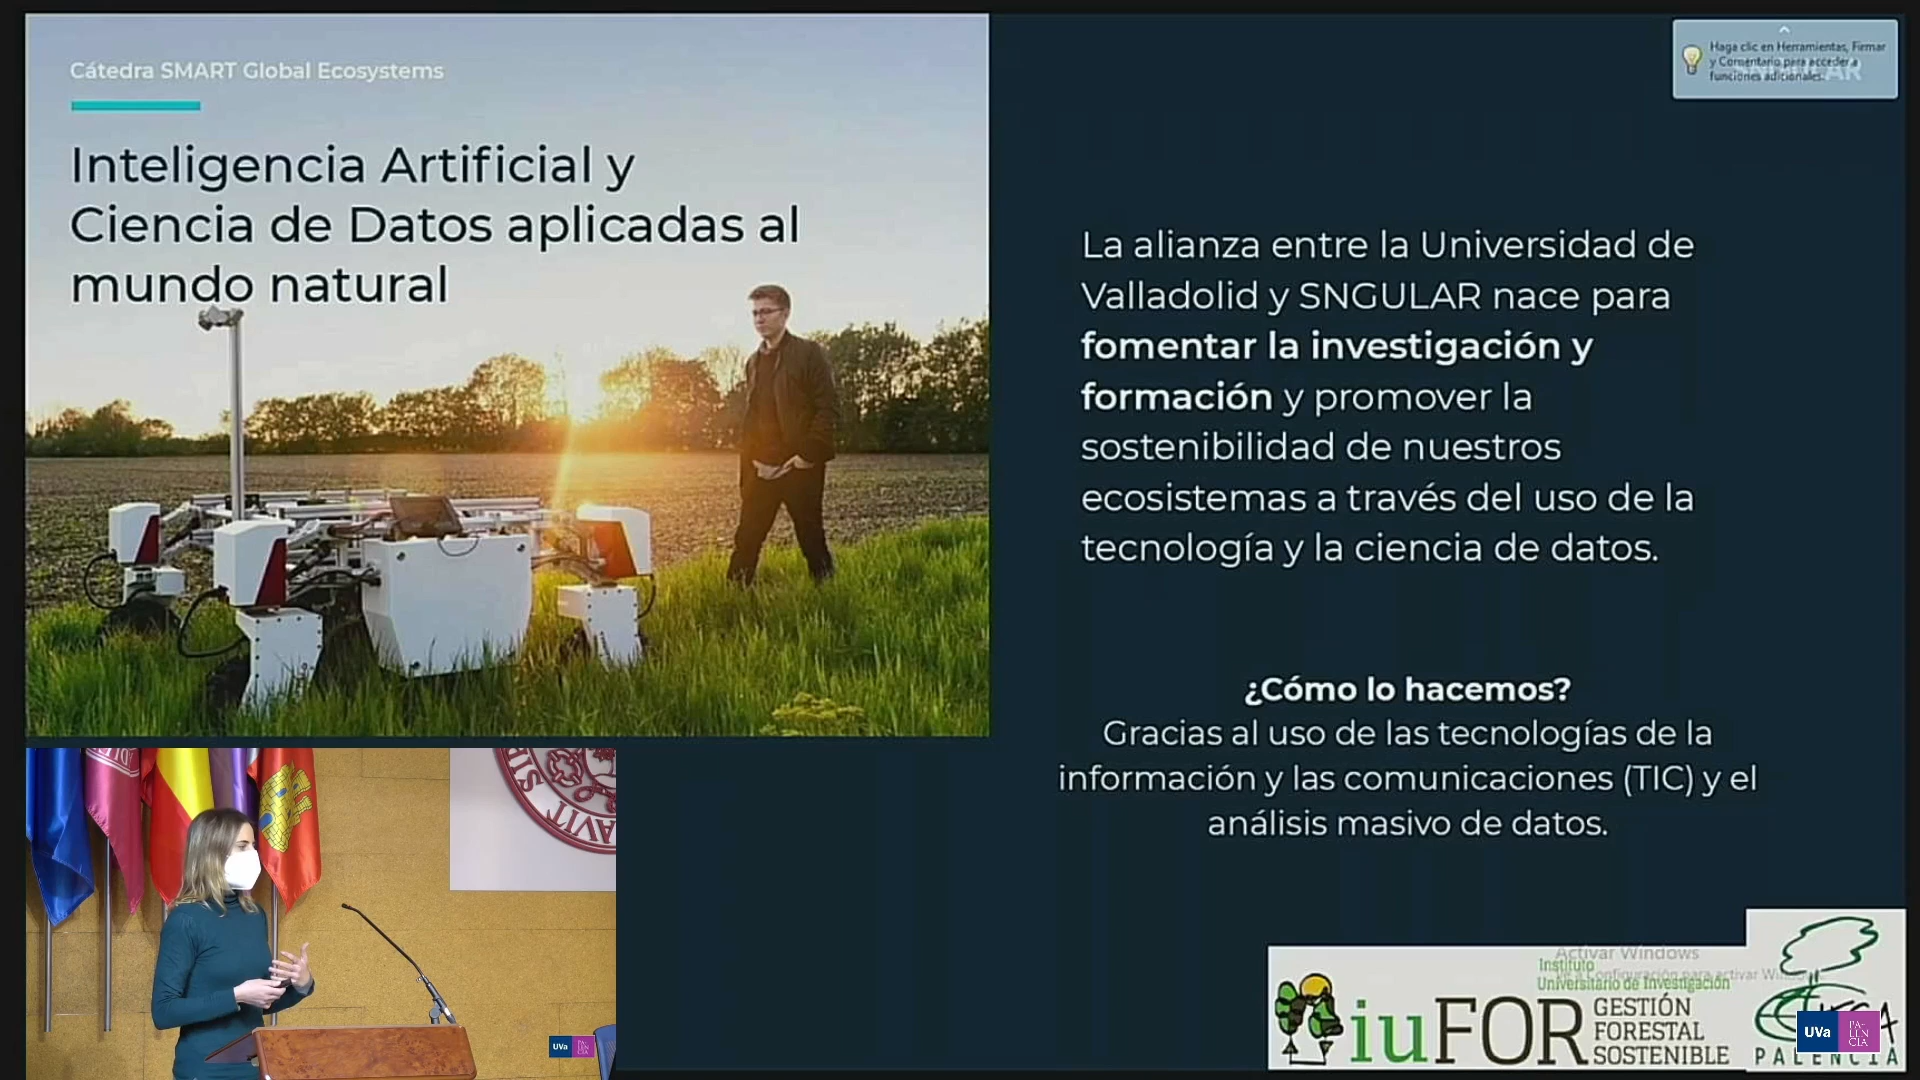 Cátedra SMART Global Ecosystems
Inteligencia Artificial y
Ciencia de Datos aplicadas al
mundo natural
Haga clic en Herramientas, Firmar
y Comentario para acceder a
funciones adicionales.
La alianza entre la Universidad de
Valladolid y SNGULAR nace para
fomentar la investigación y
formación y promover la
sostenibilidad de nuestros
ecosistemas a través del uso de la
tecnología y la ciencia de datos.
¿Cómo lo hacemos?
Gracias al uso de las tecnologías de la
información y las comunicaciones (TIC) y el
análisis masivo de datos.
Activar Windows
Instituto
Universitario de Investigación
iuFOR
GESTIÓN
FORESTAL
SOSTENIBLE
PALENCIA
UVa
PA
LEN
CIA
UVa